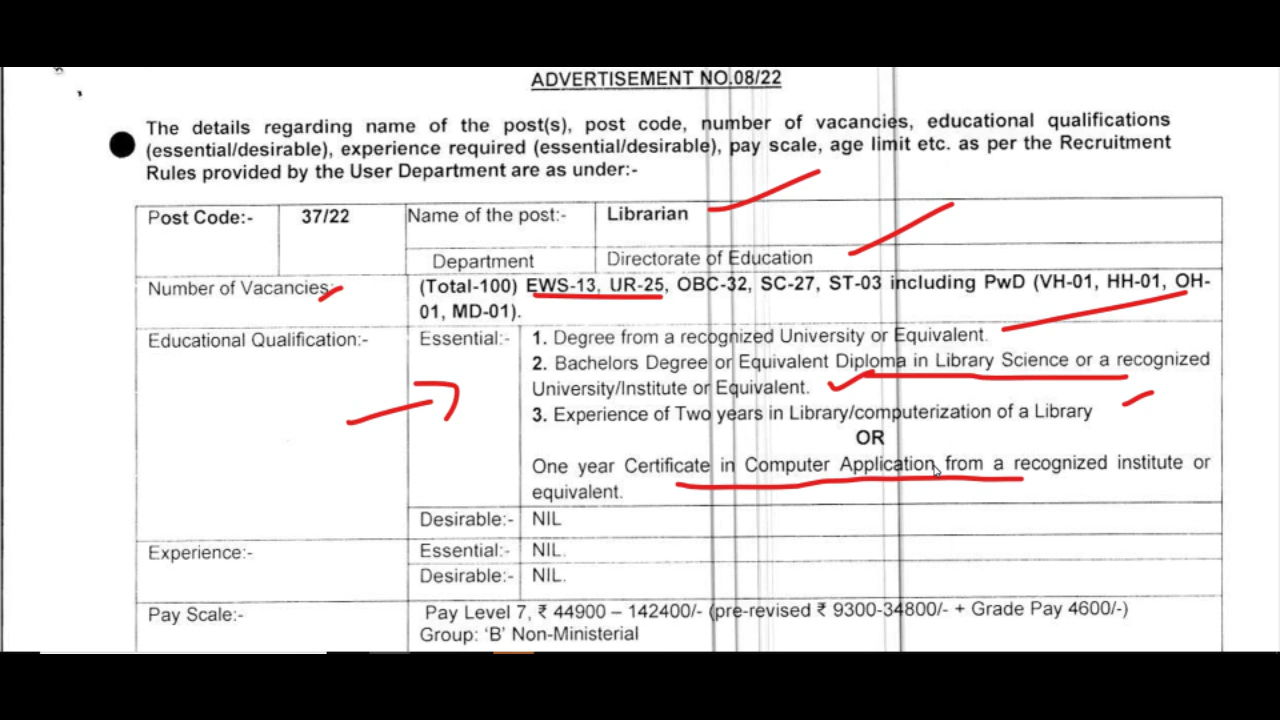 ADVERTISEMENT NO.08/22
The details regarding name of the post(s), post code, number of vacancies, educational qualifications
(essential/desirable), experience required (essential/desirable), pay scale, age limit etc. as per the Recruitment
Rules provided by the User Department are as under:-
Post Code:- 37/22 Name of the post:- Librarian
Department Directorate of Education
Number of Vacancies:- (Total-100) EWS-13, UR-25, OBC-32, SC-27, ST-03 including PwD (VH-01, HH-01, OH-
01, MD-01).
Educational Qualification:- Essential:- 1. Degree from a recognized University or Equivalent.
2. Bachelors Degree or Equivalent Diploma in Library Science or a recognized
University/Institute or Equivalent.
3. Experience of Two years in Library/computerization of a Library
OR
One year Certificate in Computer Application from a recognized institute or
equivalent.
Desirable:- NIL
Experience:- Essential:- NIL.
Desirable:- NIL.
Pay Scale:- Pay Level 7, ₹ 44900 – 142400/- (pre-revised ₹ 9300-34800/- + Grade Pay 4600/-)
Group: ‘B’ Non-Ministerial